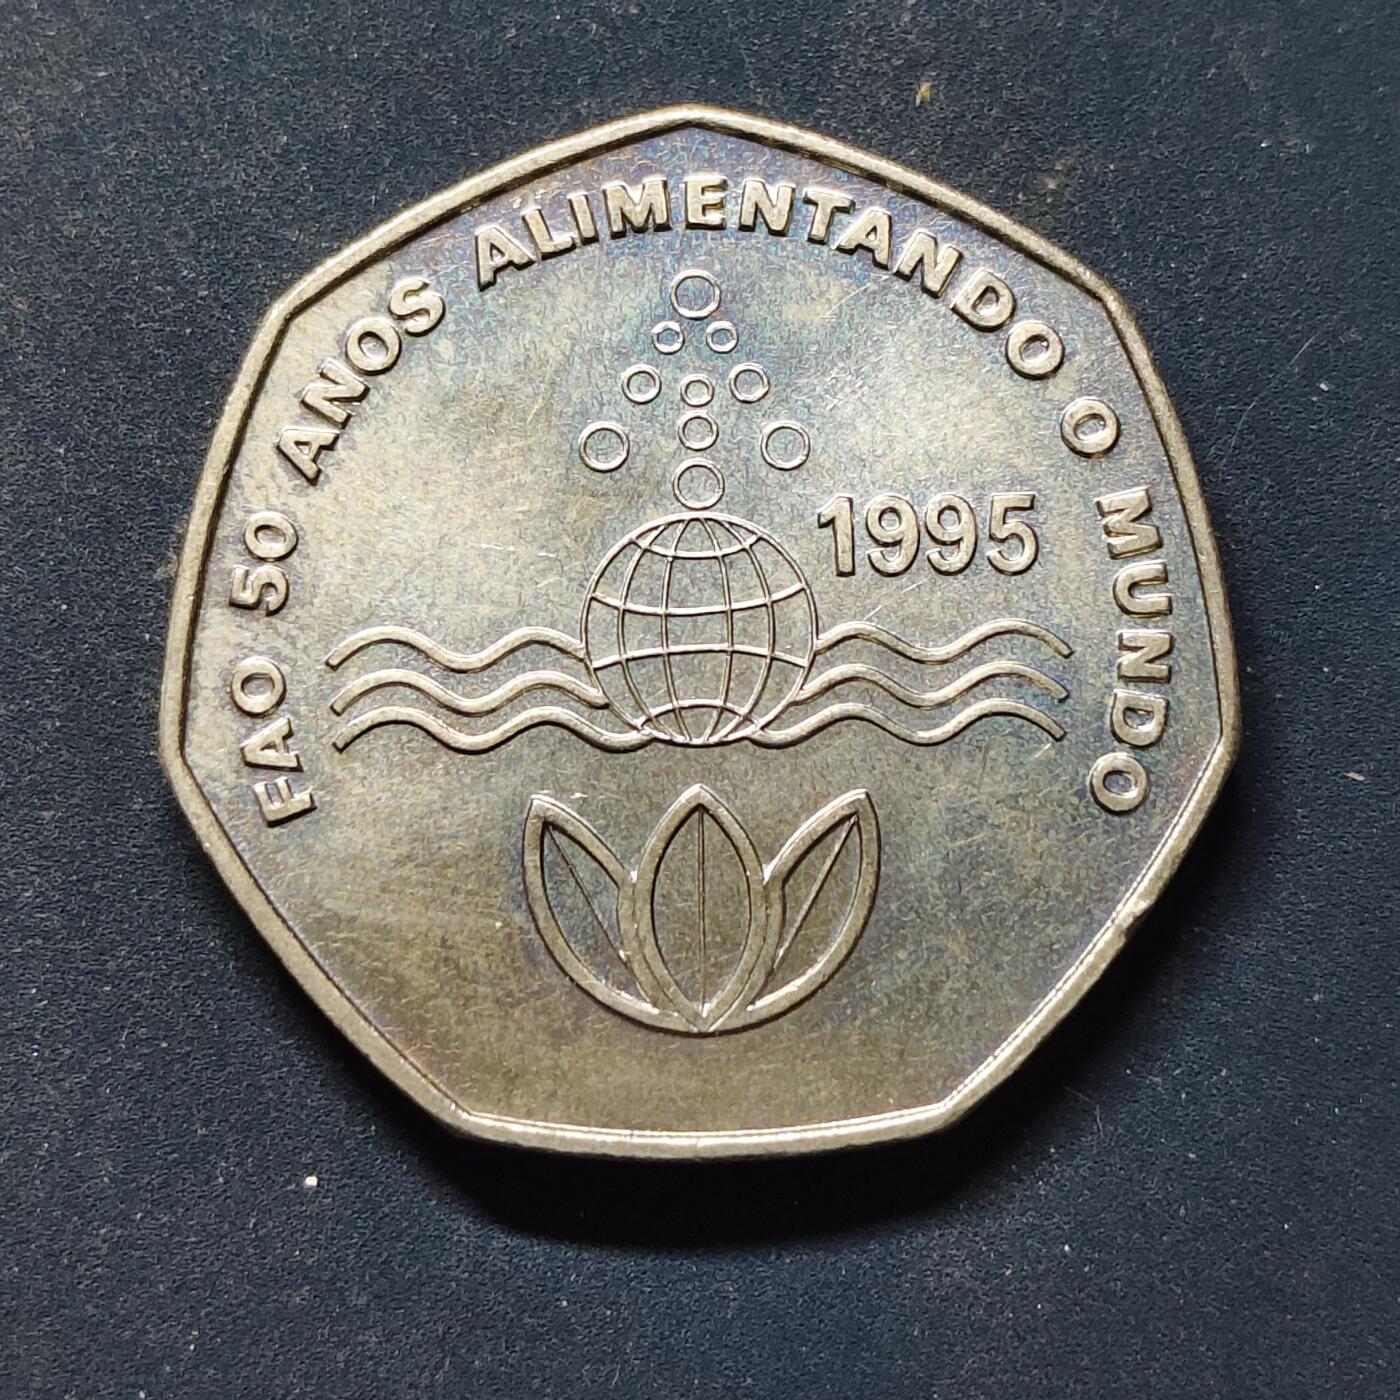 FAO 50 ANOS ALIMENTANDO O MUNDO
1995